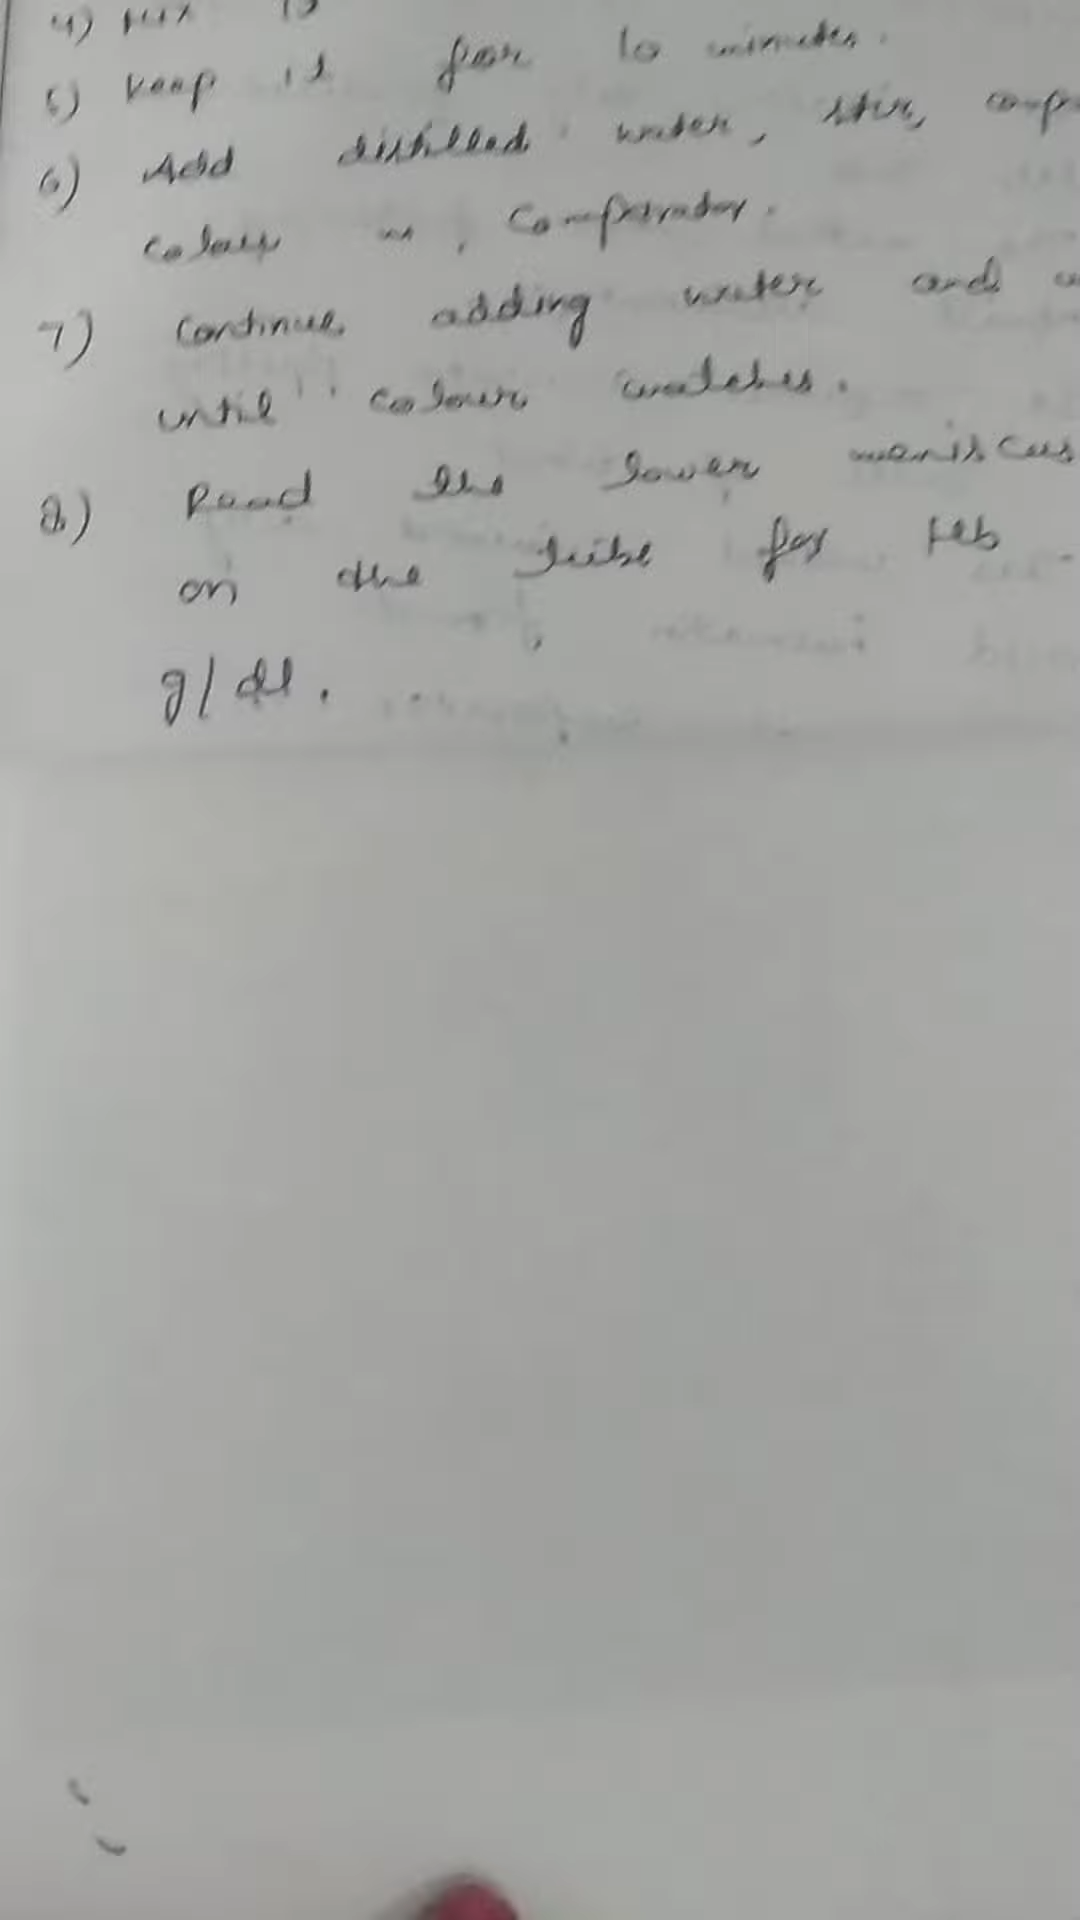 4) Mix
5) Keep it for 10 minutes.
6) Add distilled water, stir,
colour in comparator.
7) Continue adding water and
until colour matches.
8) Read the lower meniscus
on the tube for Hb
g/dl.